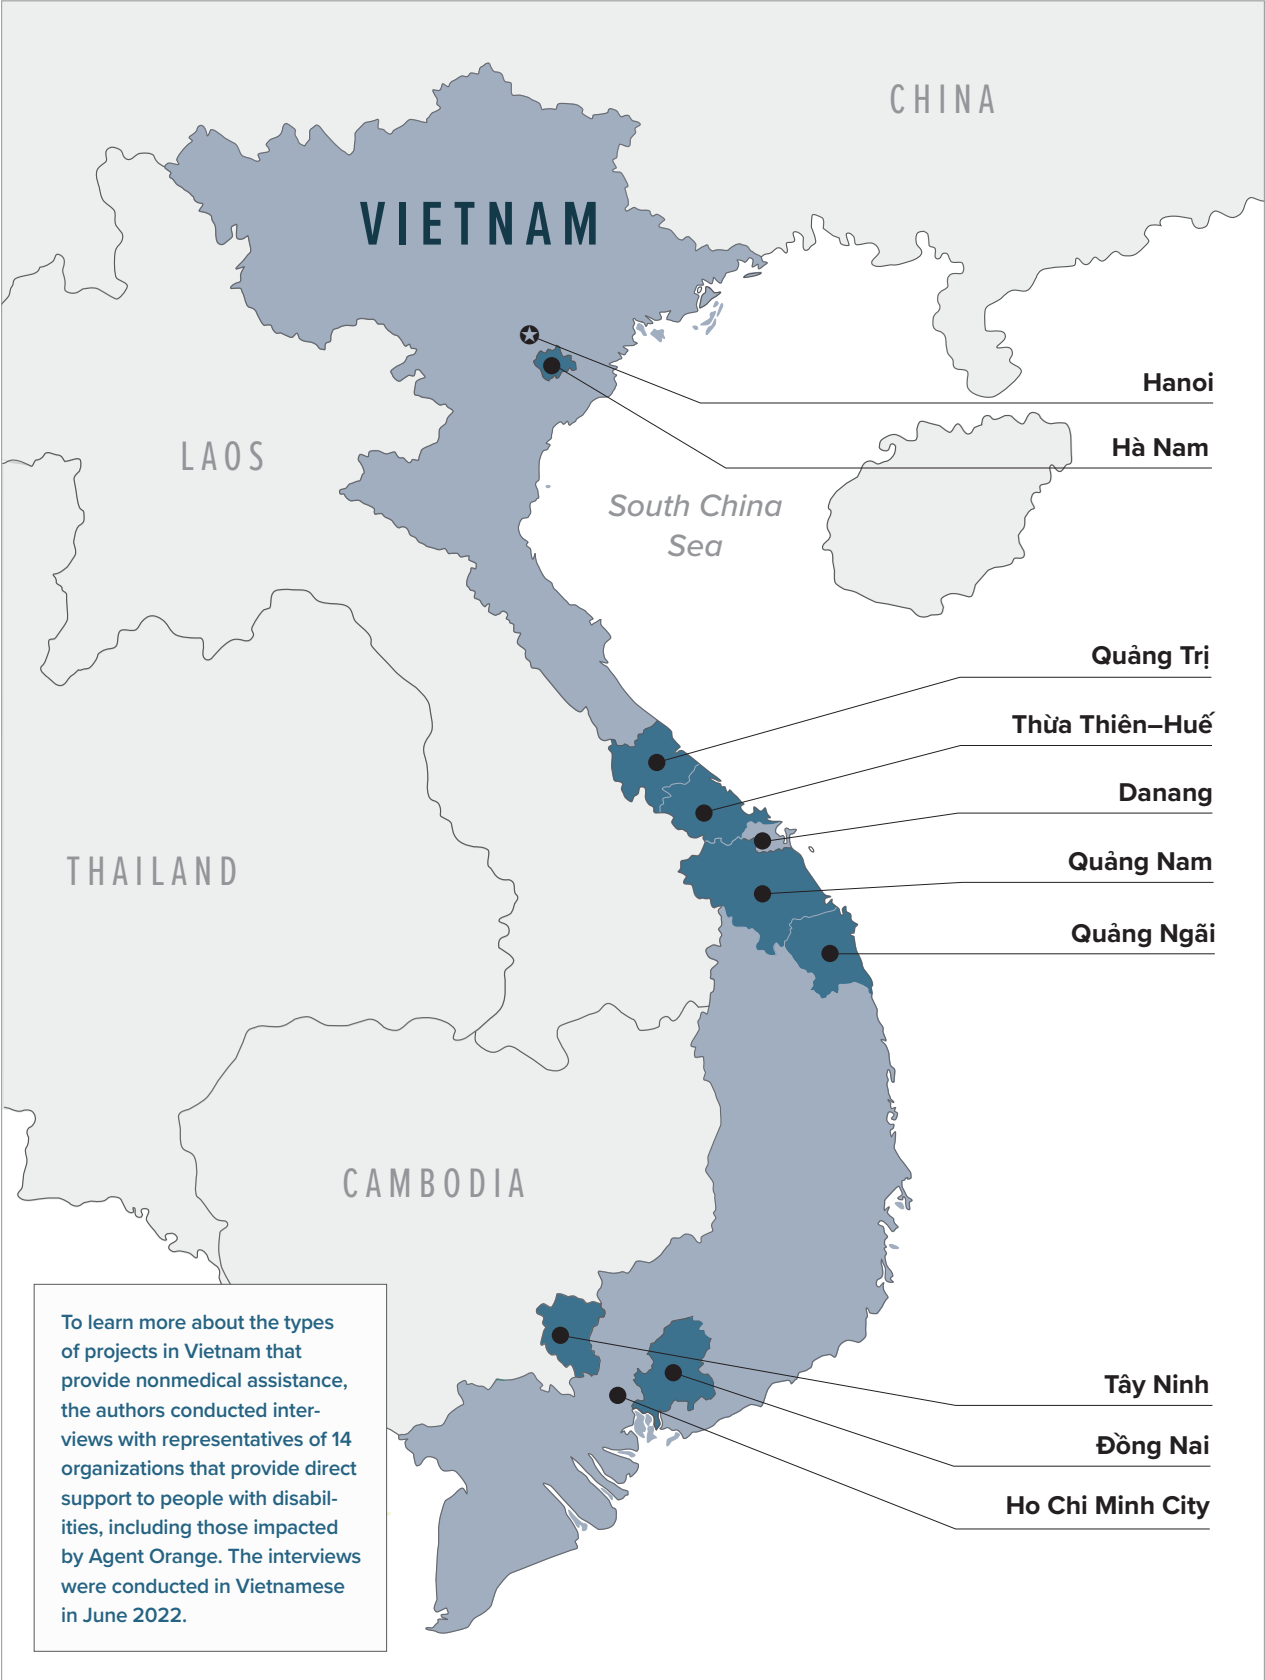 CHINA
VIETNAM
Hanoi
Hà Nam
LAOS
South China
Sea
Quảng Trị
Thừa Thiên–Huế
Danang
THAILAND
Quảng Nam
Quảng Ngãi
CAMBODIA
To learn more about the types
of projects in Vietnam that
provide nonmedical assistance,
the authors conducted inter-
views with representatives of 14
organizations that provide direct
support to people with disabil-
ities, including those impacted
by Agent Orange. The interviews
were conducted in Vietnamese
in June 2022.
Tây Ninh
Đồng Nai
Ho Chi Minh City